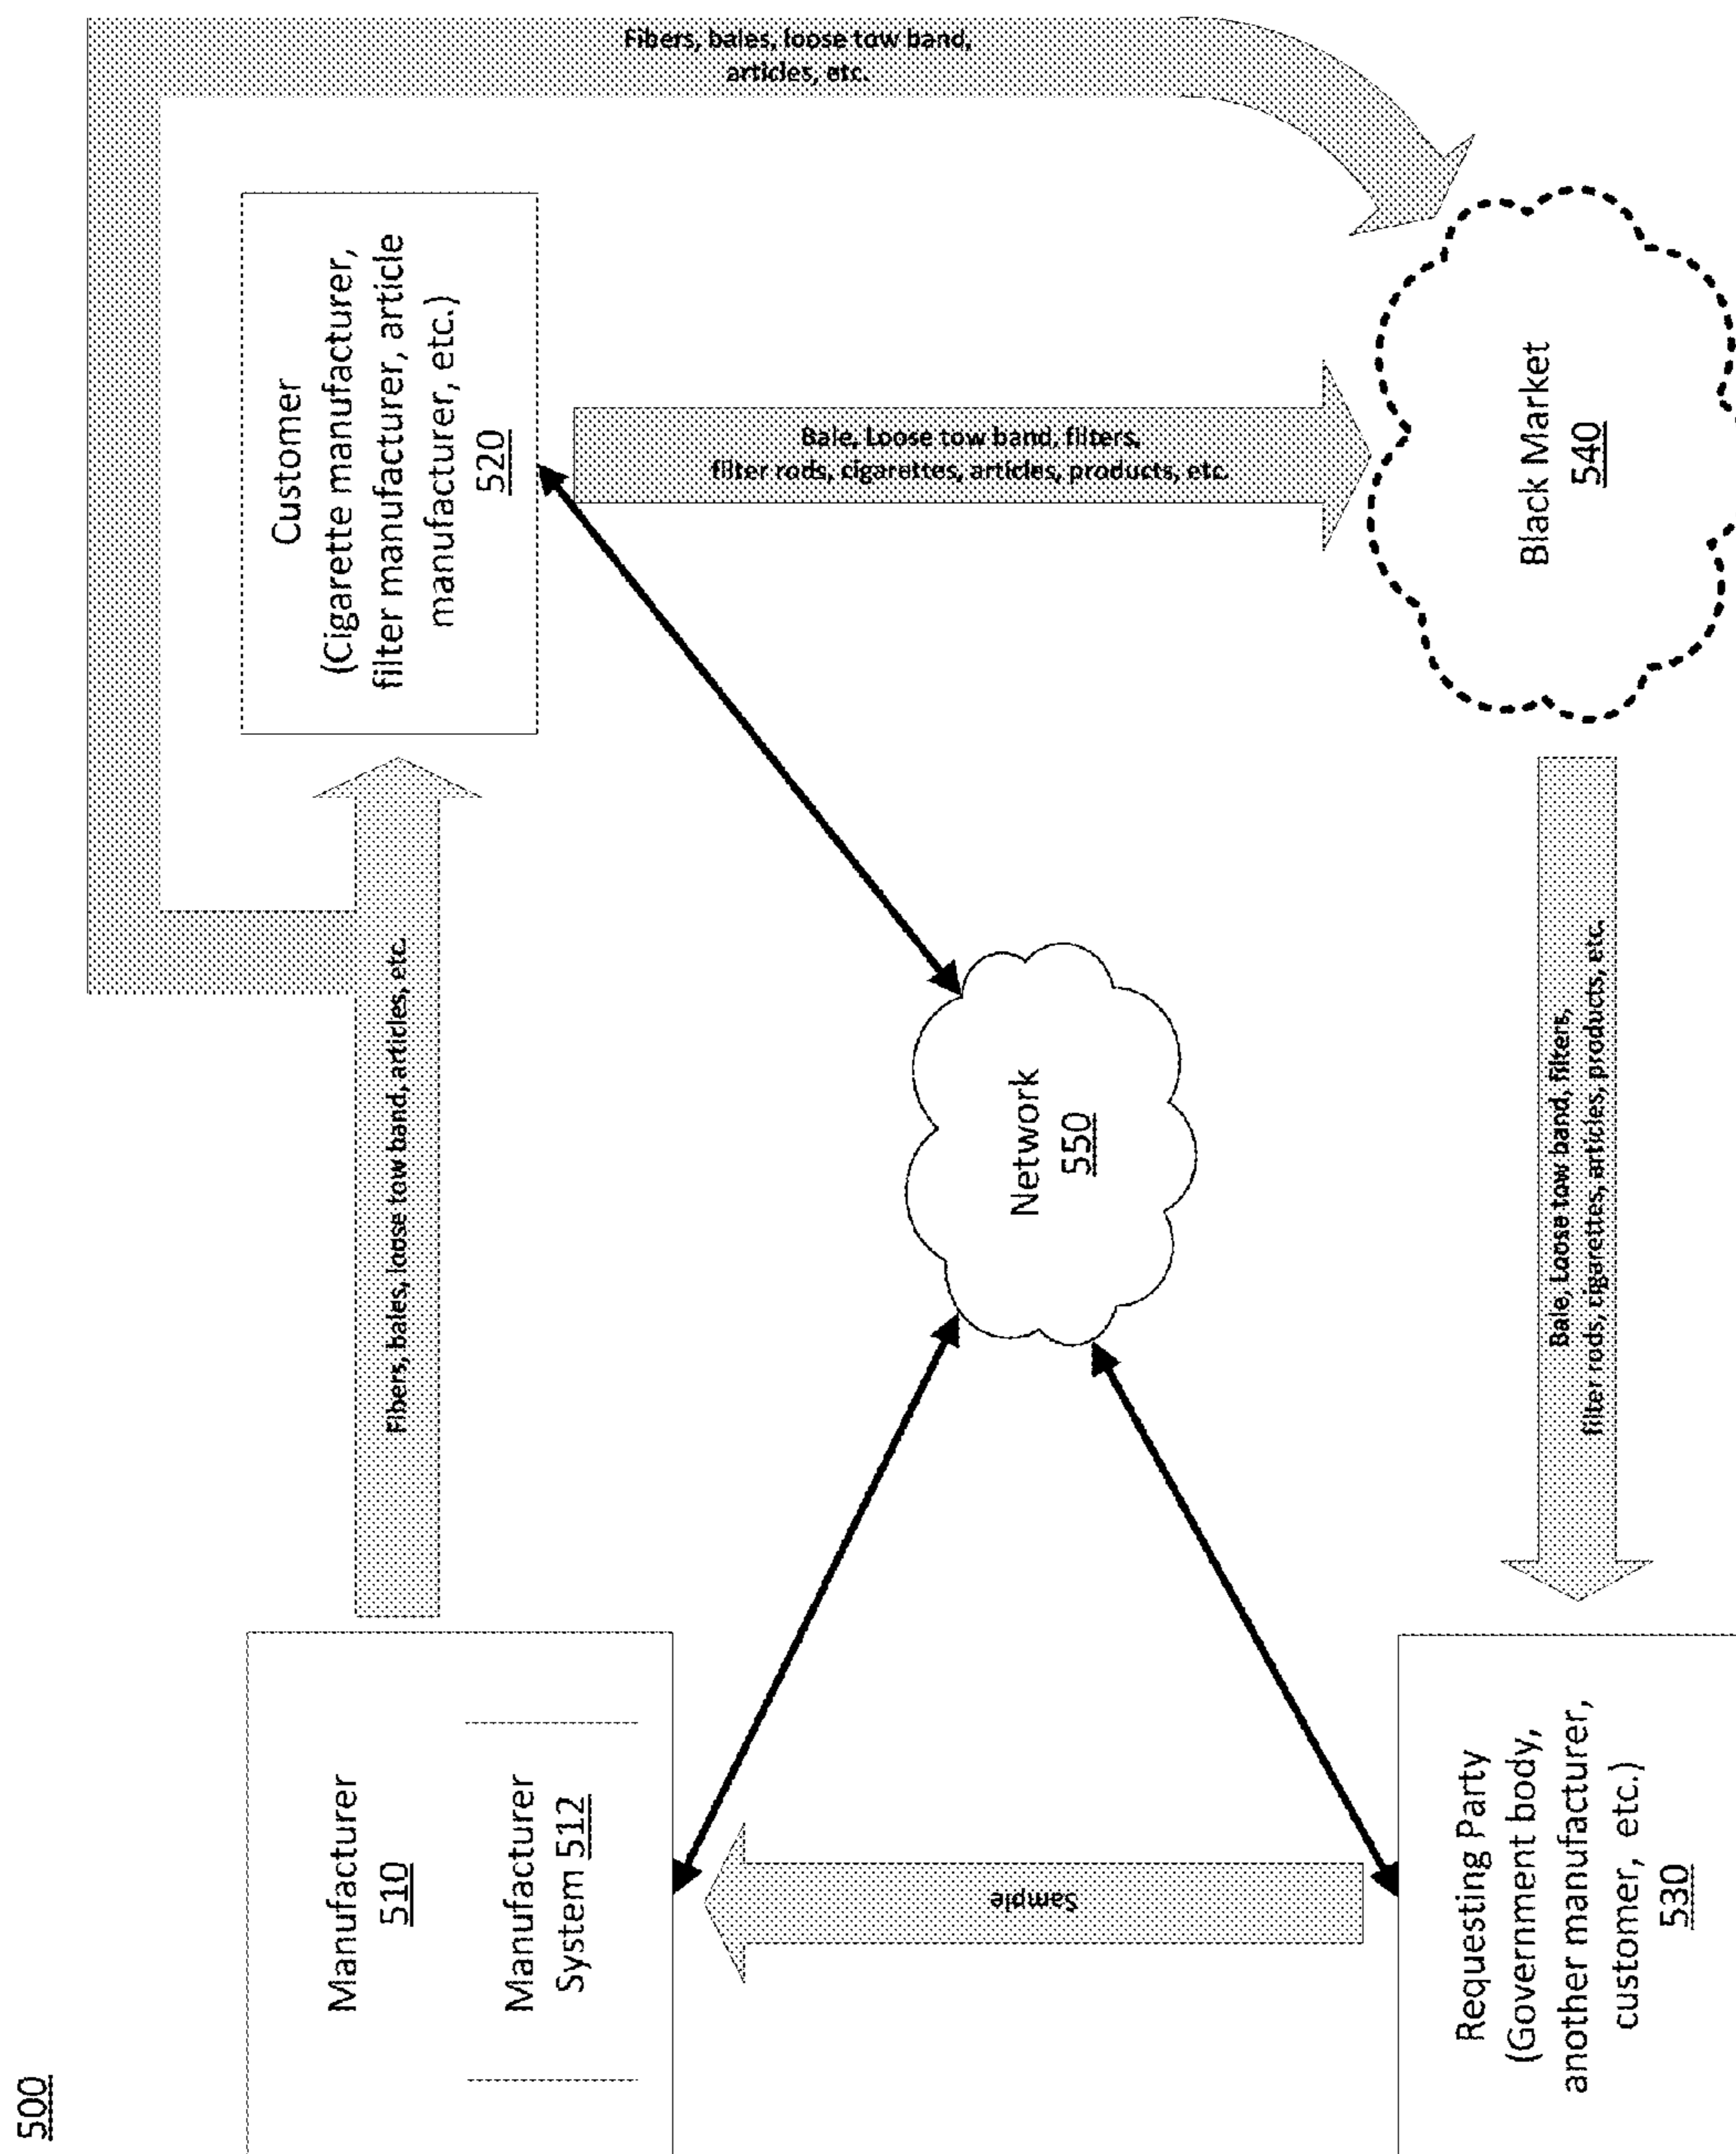 500
Manufacturer
510
Manufacturer
System 512
Fibers, bales, loose tow band, articles, etc.
Customer
(Cigarette manufacturer,
filter manufacturer, article
manufacturer, etc.)
520
Fibers, bales, loose tow band,
articles, etc.
Bale, Loose tow band, filters,
filter rods, cigarettes, articles, products, etc.
Network
550
Sample
Requesting Party
(Government body,
another manufacturer,
customer, etc.)
530
Bale, Loose tow band, filters,
filter rods, cigarettes, articles, products, etc.
Black Market
540